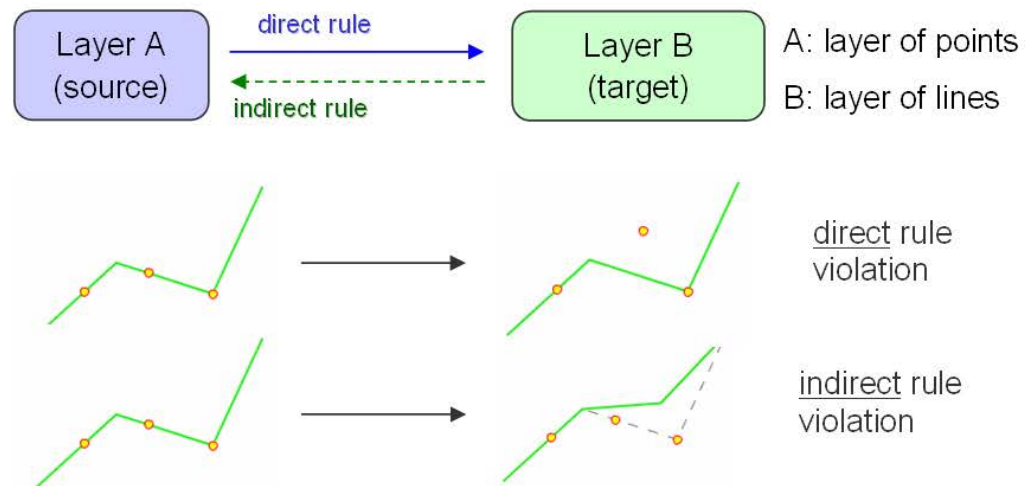 Layer A
(source)
direct rule
indirect rule
Layer B
(target)
A: layer of points
B: layer of lines
direct rule
violation
indirect rule
violation